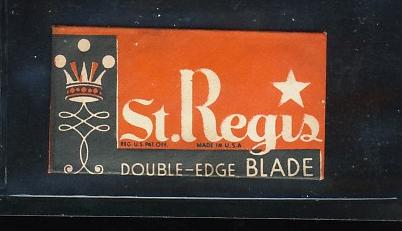 St. Regis
REG. U.S. PAT. OFF. MADE IN U.S.A
DOUBLE-EDGE BLADE